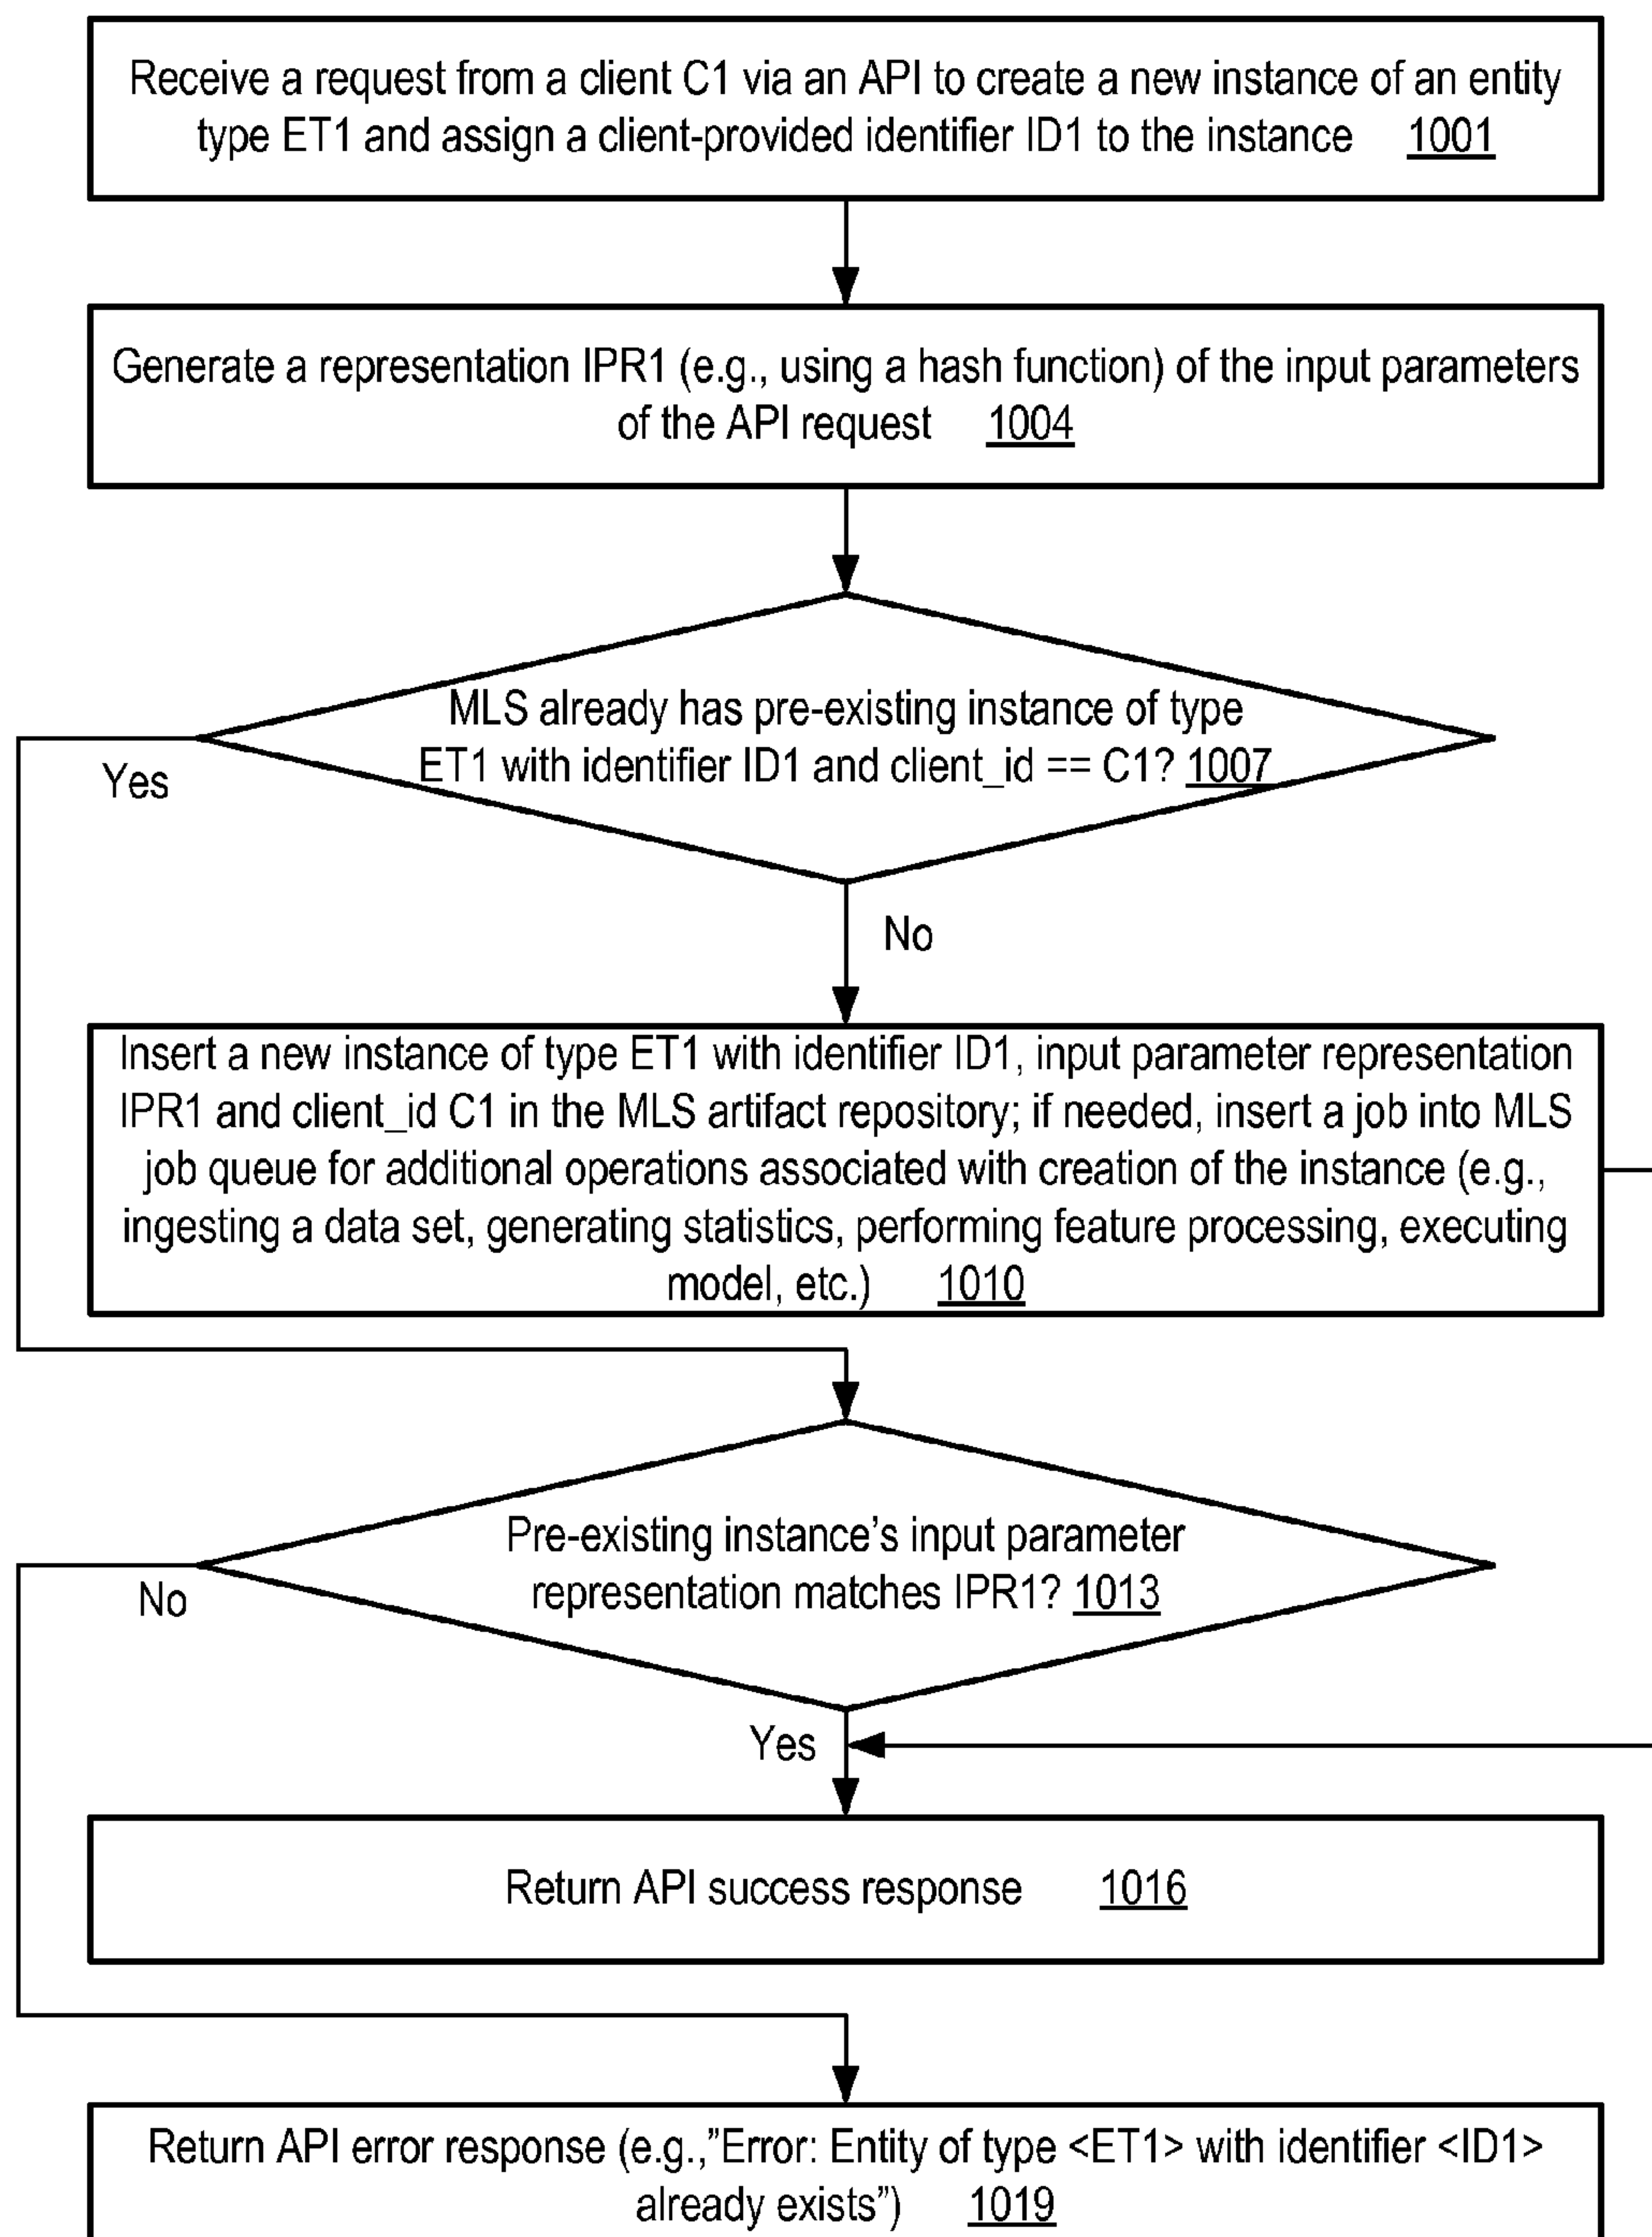 Receive a request from a client C1 via an API to create a new instance of an entity
type ET1 and assign a client-provided identifier ID1 to the instance 1001
Generate a representation IPR1 (e.g., using a hash function) of the input parameters
of the API request 1004
MLS already has pre-existing instance of type
ET1 with identifier ID1 and client_id == C1? 1007
Yes
No
Insert a new instance of type ET1 with identifier ID1, input parameter representation
IPR1 and client_id C1 in the MLS artifact repository; if needed, insert a job into MLS
job queue for additional operations associated with creation of the instance (e.g.,
ingesting a data set, generating statistics, performing feature processing, executing
model, etc.) 1010
Pre-existing instance’s input parameter
representation matches IPR1? 1013
No
Yes
Return API success response 1016
Return API error response (e.g.,”Error: Entity of type <ET1> with identifier <ID1>
already exists”) 1019